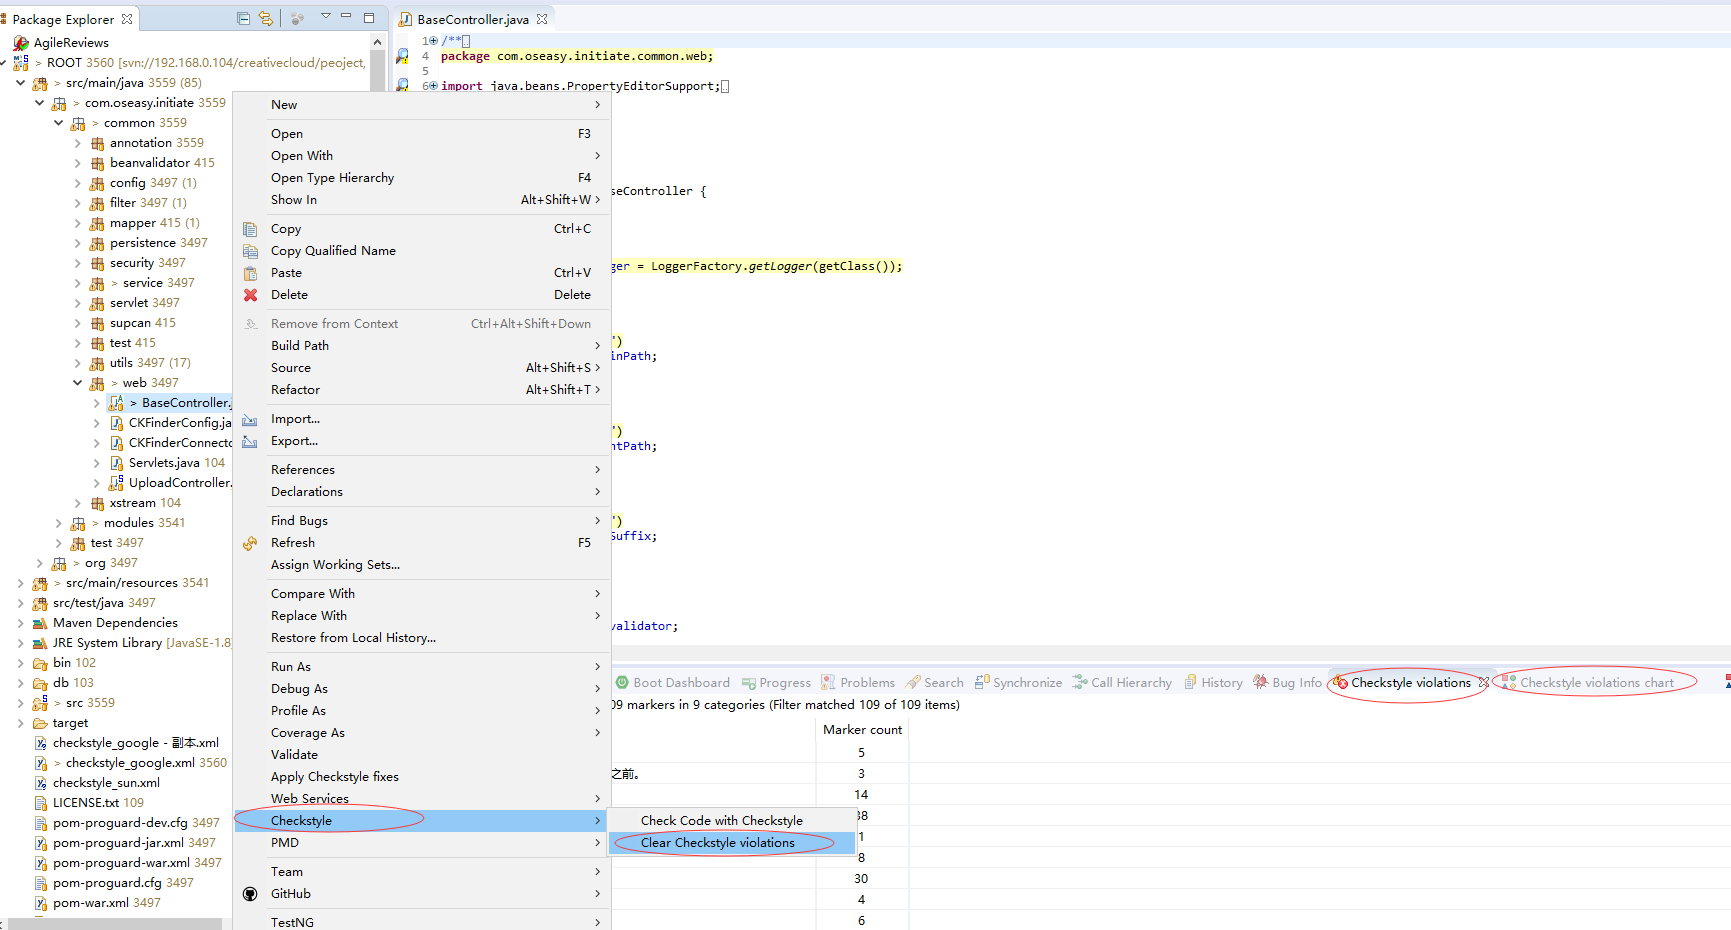 Package Explorer
AgileReviews
> ROOT 3560 [svn://192.168.0.104/creativecloud/peoject,
> src/main/java 3559 (85)
> com.oseasy.initiate 3559
> common 3559
annotation 3559
beanvalidator 415
config 3497 (1)
filter 3497 (1)
mapper 415 (1)
persistence 3497
security 3497
> service 3497
servlet 3497
supcan 415
test 415
utils 3497 (17)
> web 3497
> BaseController.
CKFinderConfig.ja
CKFinderConnecto
Servlets.java 104
UploadController.
xstream 104
> modules 3541
test 3497
> org 3497
> src/main/resources 3541
src/test/java 3497
Maven Dependencies
JRE System Library [JavaSE-1.8]
bin 102
db 103
> src 3559
target
checkstyle_google - 副本.xml
> checkstyle_google.xml 3560
checkstyle_sun.xml
LICENSE.txt 109
pom-proguard-dev.cfg 3497
pom-proguard-jar.xml 3497
pom-proguard-war.xml 3497
pom-proguard.cfg 3497
pom-war.xml 3497
New
Open F3
Open With
Open Type Hierarchy F4
Show In Alt+Shift+W
Copy Ctrl+C
Copy Qualified Name
Paste Ctrl+V
Delete Delete
Remove from Context Ctrl+Alt+Shift+Down
Build Path
Source Alt+Shift+S
Refactor Alt+Shift+T
Import...
Export...
References
Declarations
Find Bugs
Refresh F5
Assign Working Sets...
Compare With
Replace With
Restore from Local History...
Run As
Debug As
Profile As
Coverage As
Validate
Apply Checkstyle fixes
Web Services
Checkstyle
PMD
Team
GitHub
TestNG
Check Code with Checkstyle
Clear Checkstyle violations
BaseController.java
1 /**
4 package com.oseasy.initiate.common.web;
5
6 import java.beans.PropertyEditorSupport;
seController {
ger = LoggerFactory.getLogger(getClass());
")
inPath;
")
ntPath;
")
Suffix;
validator;
Boot Dashboard Progress Problems Search Synchronize Call Hierarchy History Bug Info Checkstyle violations Checkstyle violations chart
09 markers in 9 categories (Filter matched 109 of 109 items)
Marker count
5
之前。 3
14
38
1
8
30
4
6